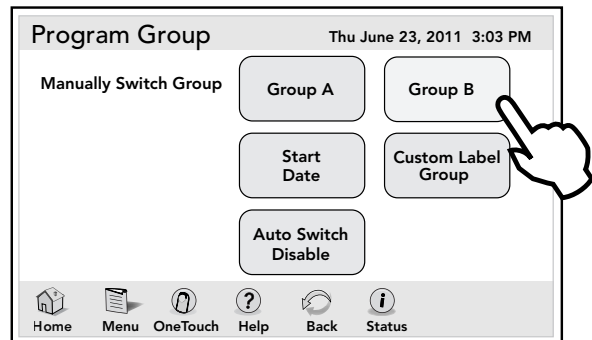 Program Group Thu June 23, 2011 3:03 PM
Manually Switch Group Group A Group B
Start
Date
Custom Label
Group
Auto Switch
Disable
? i
Home Menu OneTouch Help Back Status